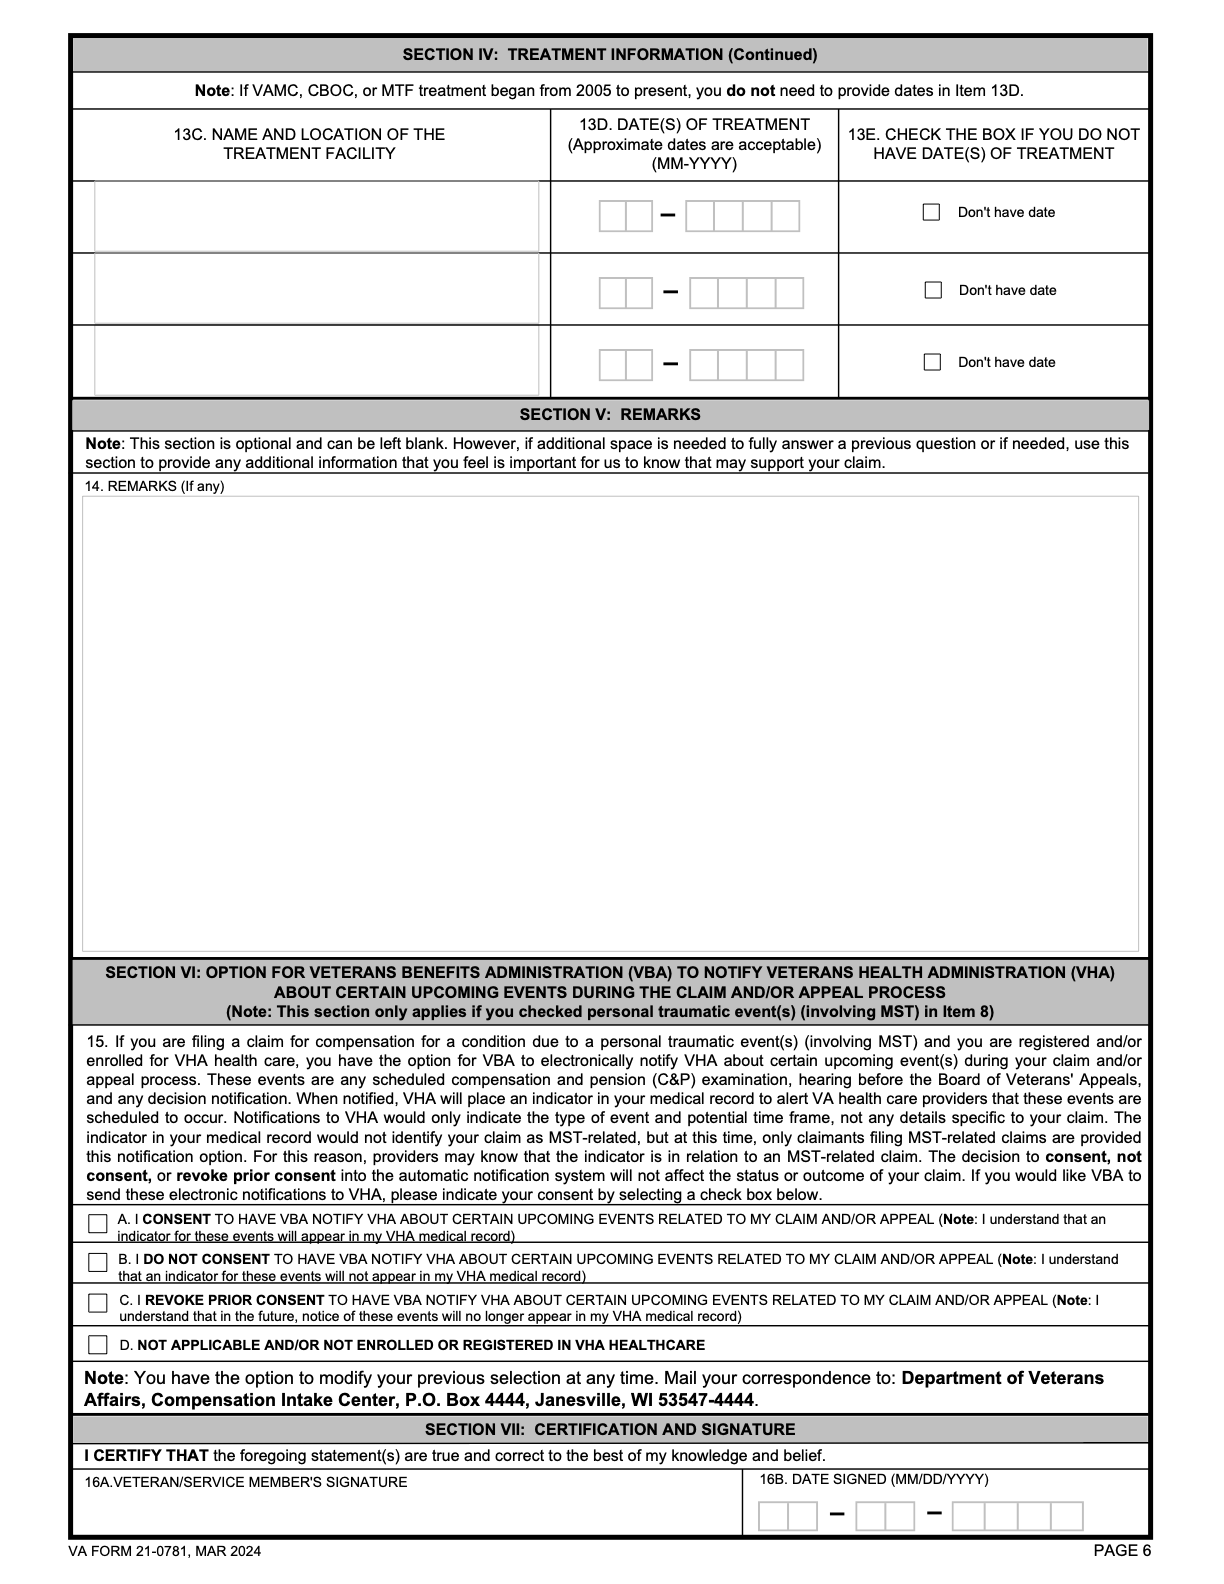 SECTION IV:  TREATMENT INFORMATION (Continued)
Note: If VAMC, CBOC, or MTF treatment began from 2005 to present, you do not need to provide dates in Item 13D.
13C. NAME AND LOCATION OF THE
TREATMENT FACILITY
13D. DATE(S) OF TREATMENT
(Approximate dates are acceptable)
(MM-YYYY)
13E. CHECK THE BOX IF YOU DO NOT
HAVE DATE(S) OF TREATMENT
– Don't have date
– Don't have date
– Don't have date
SECTION V:  REMARKS
Note: This section is optional and can be left blank. However, if additional space is needed to fully answer a previous question or if needed, use this
section to provide any additional information that you feel is important for us to know that may support your claim.
14. REMARKS (If any)
SECTION VI: OPTION FOR VETERANS BENEFITS ADMINISTRATION (VBA) TO NOTIFY VETERANS HEALTH ADMINISTRATION (VHA)
ABOUT CERTAIN UPCOMING EVENTS DURING THE CLAIM AND/OR APPEAL PROCESS
(Note: This section only applies if you checked personal traumatic event(s) (involving MST) in Item 8)
15. If you are filing a claim for compensation for a condition due to a personal traumatic event(s) (involving MST) and you are registered and/or
enrolled for VHA health care, you have the option for VBA to electronically notify VHA about certain upcoming event(s) during your claim and/or
appeal process. These events are any scheduled compensation and pension (C&P) examination, hearing before the Board of Veterans' Appeals,
and any decision notification. When notified, VHA will place an indicator in your medical record to alert VA health care providers that these events are
scheduled to occur. Notifications to VHA would only indicate the type of event and potential time frame, not any details specific to your claim. The
indicator in your medical record would not identify your claim as MST-related, but at this time, only claimants filing MST-related claims are provided
this notification option. For this reason, providers may know that the indicator is in relation to an MST-related claim. The decision to consent, not
consent, or revoke prior consent into the automatic notification system will not affect the status or outcome of your claim. If you would like VBA to
send these electronic notifications to VHA, please indicate your consent by selecting a check box below.
A. I CONSENT TO HAVE VBA NOTIFY VHA ABOUT CERTAIN UPCOMING EVENTS RELATED TO MY CLAIM AND/OR APPEAL (Note: I understand that an
indicator for these events will appear in my VHA medical record)
B. I DO NOT CONSENT TO HAVE VBA NOTIFY VHA ABOUT CERTAIN UPCOMING EVENTS RELATED TO MY CLAIM AND/OR APPEAL (Note: I understand
that an indicator for these events will not appear in my VHA medical record)
C. I REVOKE PRIOR CONSENT TO HAVE VBA NOTIFY VHA ABOUT CERTAIN UPCOMING EVENTS RELATED TO MY CLAIM AND/OR APPEAL (Note: I
understand that in the future, notice of these events will no longer appear in my VHA medical record)
D. NOT APPLICABLE AND/OR NOT ENROLLED OR REGISTERED IN VHA HEALTHCARE
Note: You have the option to modify your previous selection at any time. Mail your correspondence to: Department of Veterans
Affairs, Compensation Intake Center, P.O. Box 4444, Janesville, WI 53547-4444.
SECTION VII:  CERTIFICATION AND SIGNATURE
I CERTIFY THAT the foregoing statement(s) are true and correct to the best of my knowledge and belief.
16A.VETERAN/SERVICE MEMBER'S SIGNATURE
16B. DATE SIGNED (MM/DD/YYYY)
– –
VA FORM 21-0781, MAR 2024
PAGE 6